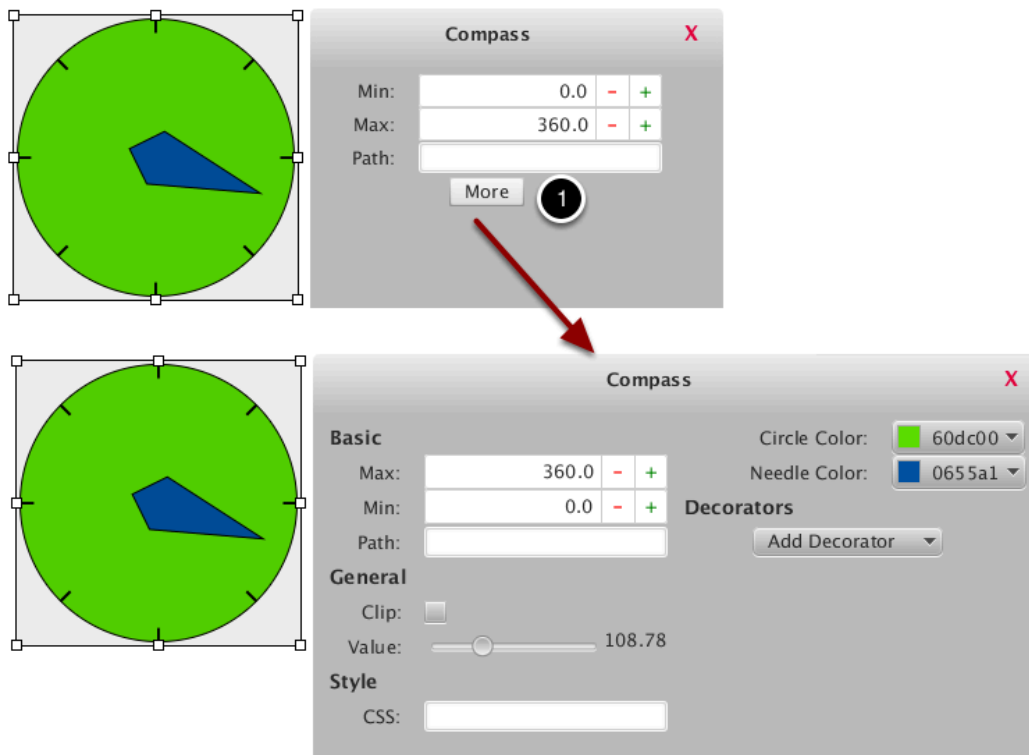 Compass X
Min: 0.0 - +
Max: 360.0 - +
Path:
More 1
Compass X
Basic
Max: 360.0 - +
Min: 0.0 - +
Path:
General
Clip:
Value: 108.78
Style
CSS:
Circle Color: 60dc00
Needle Color: 0655a1
Decorators
Add Decorator